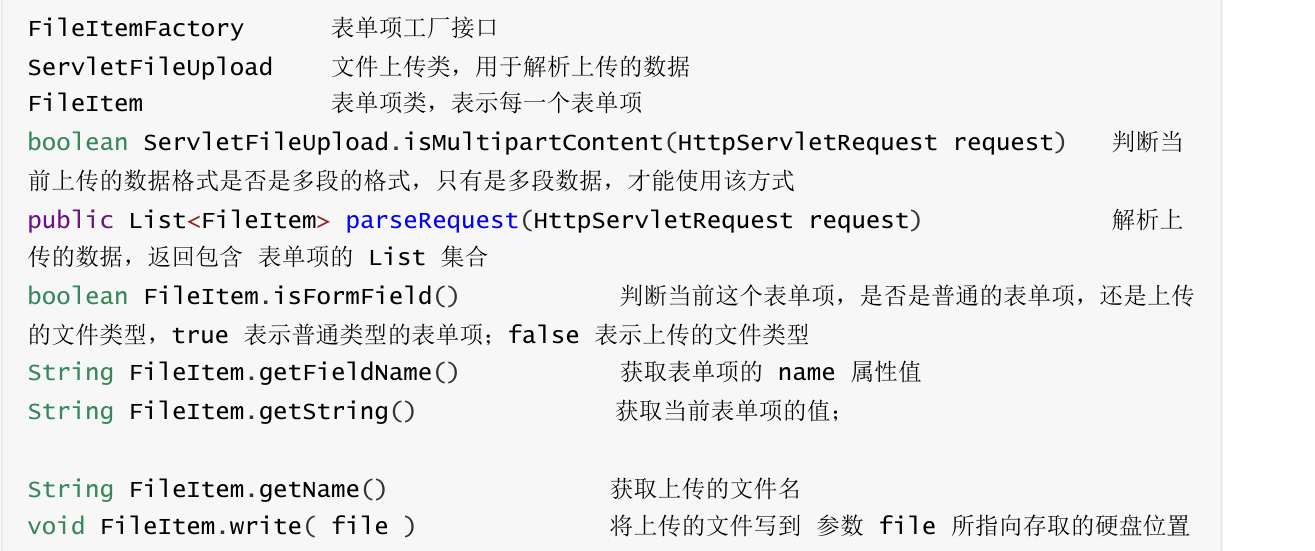 FileItemFactory 表单项工厂接口
ServletFileUpload 文件上传类，用于解析上传的数据
FileItem 表单项类，表示每一个表单项
boolean ServletFileUpload.isMultipartContent(HttpServletRequest request) 判断当
前上传的数据格式是否是多段的格式，只有是多段数据，才能使用该方式
public List<FileItem> parseRequest(HttpServletRequest request) 解析上
传的数据，返回包含 表单项的 List 集合
boolean FileItem.isFormField() 判断当前这个表单项，是否是普通的表单项，还是上传
的文件类型，true 表示普通类型的表单项；false 表示上传的文件类型
String FileItem.getFieldName() 获取表单项的 name 属性值
String FileItem.getString() 获取当前表单项的值；
String FileItem.getName() 获取上传的文件名
void FileItem.write( file ) 将上传的文件写到 参数 file 所指向存取的硬盘位置